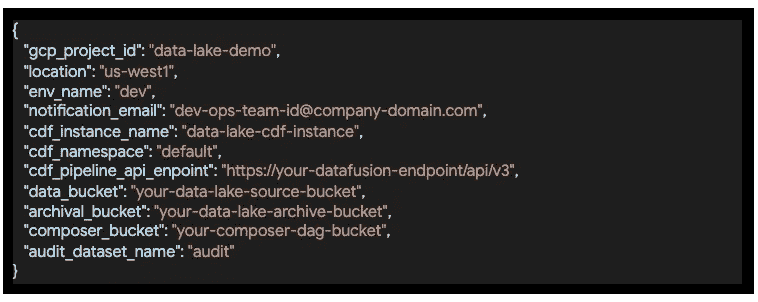 {
"gcp_project_id": "data-lake-demo",
"location": "us-west1",
"env_name": "dev",
"notification_email": "dev-ops-team-id@company-domain.com",
"cdf_instance_name": "data-lake-cdf-instance",
"cdf_namespace": "default",
"cdf_pipeline_api_enpoint": "https://your-datafusion-endpoint/api/v3",
"data_bucket": "your-data-lake-source-bucket",
"archival_bucket": "your-data-lake-archive-bucket",
"composer_bucket": "your-composer-dag-bucket",
"audit_dataset_name": "audit"
}